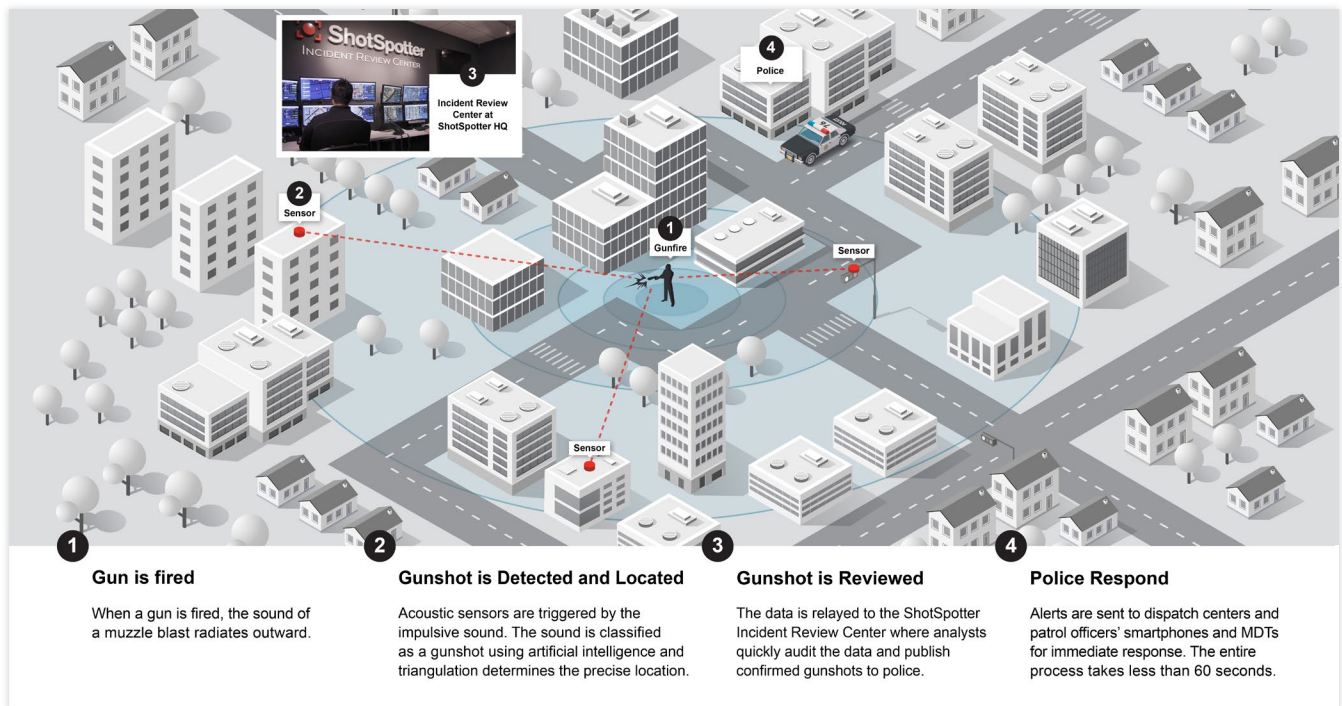 ShotSpotter
INCIDENT REVIEW CENTER
3
Incident Review
Center at
ShotSpotter HQ
4
Police
2
Sensor
1
Gunfire
Sensor
Sensor
1
Gun is fired
When a gun is fired, the sound of
a muzzle blast radiates outward.
2
Gunshot is Detected and Located
Acoustic sensors are triggered by the
impulsive sound. The sound is classified
as a gunshot using artificial intelligence and
triangulation determines the precise location.
3
Gunshot is Reviewed
The data is relayed to the ShotSpotter
Incident Review Center where analysts
quickly audit the data and publish
confirmed gunshots to police.
4
Police Respond
Alerts are sent to dispatch centers and
patrol officers’ smartphones and MDTs
for immediate response. The entire
process takes less than 60 seconds.